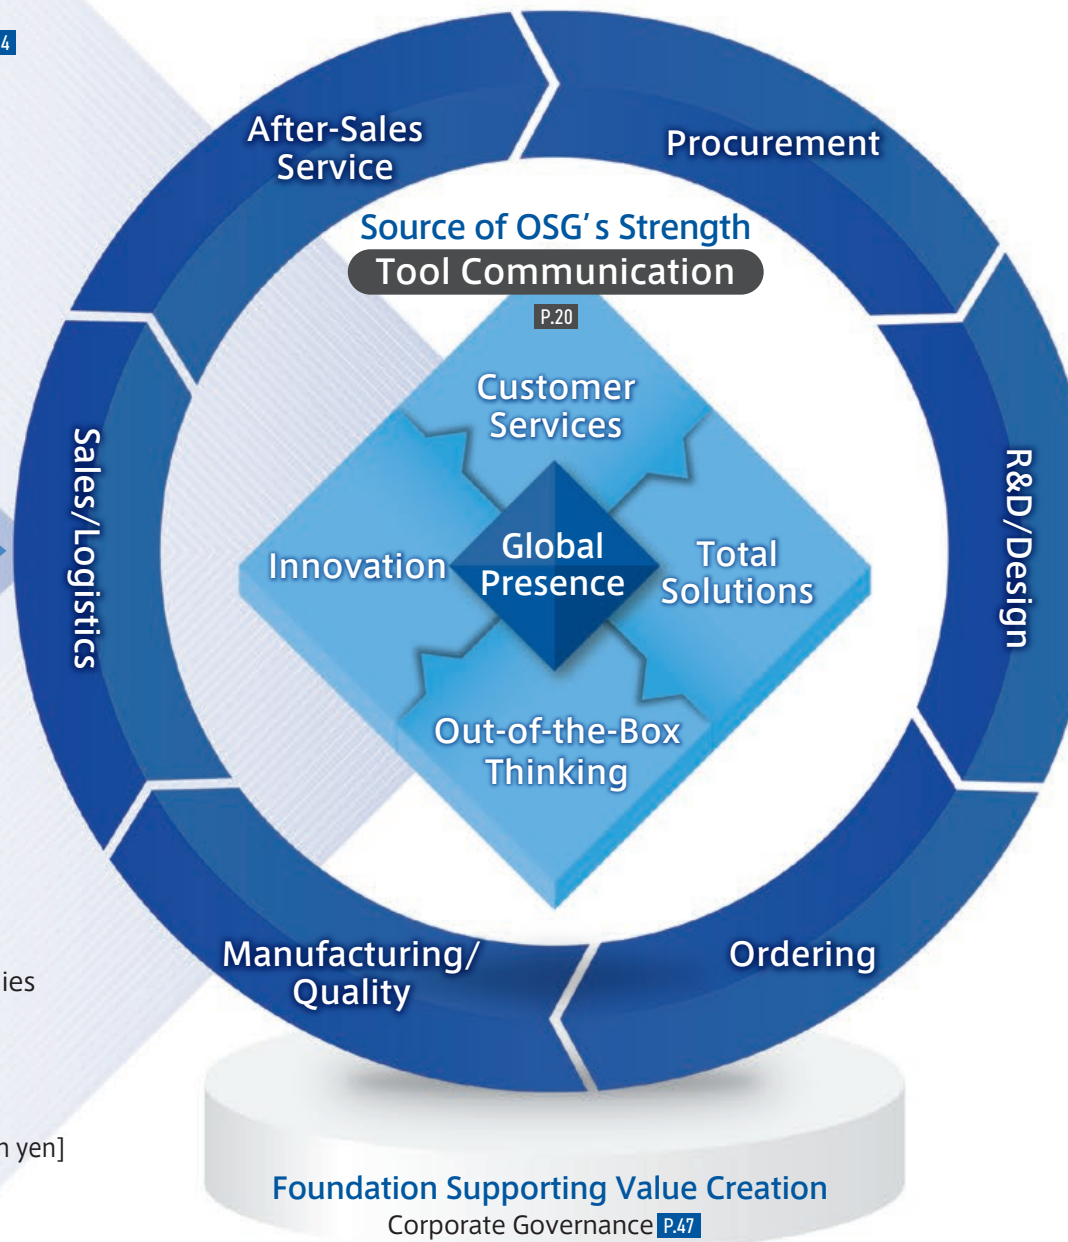 4
After-Sales
Service
Procurement
Source of OSG's Strength
Tool Communication
P.20
Customer
Services
Sales/Logistics
R&D/Design
Innovation
Global
Presence
Total
Solutions
Out-of-the-Box
Thinking
Manufacturing/
Quality
Ordering
ies
n yen]
Foundation Supporting Value Creation
Corporate Governance P.47